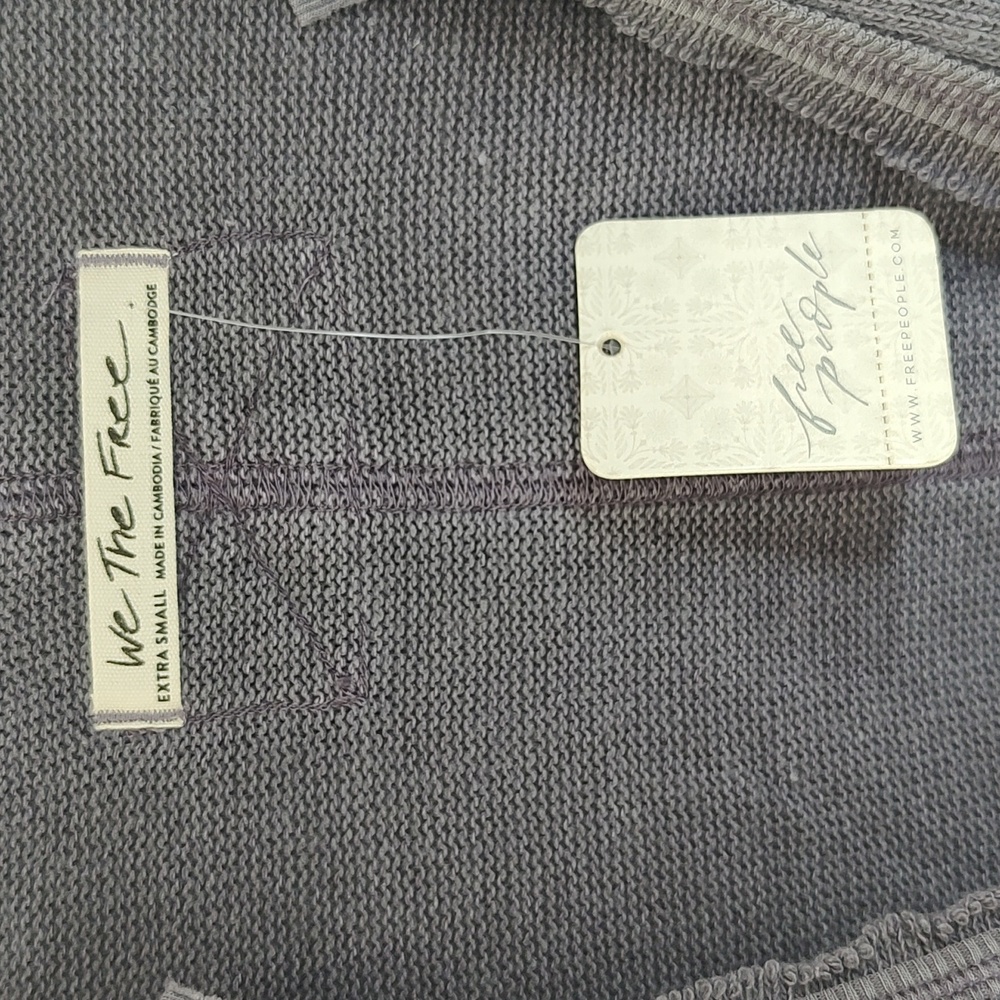 We The Free.
EXTRA SMALL MADE IN CAMBODIA / FABRIQUÉ AU CAMBODGE
free
people
WWW.FREEPEOPLE.COM